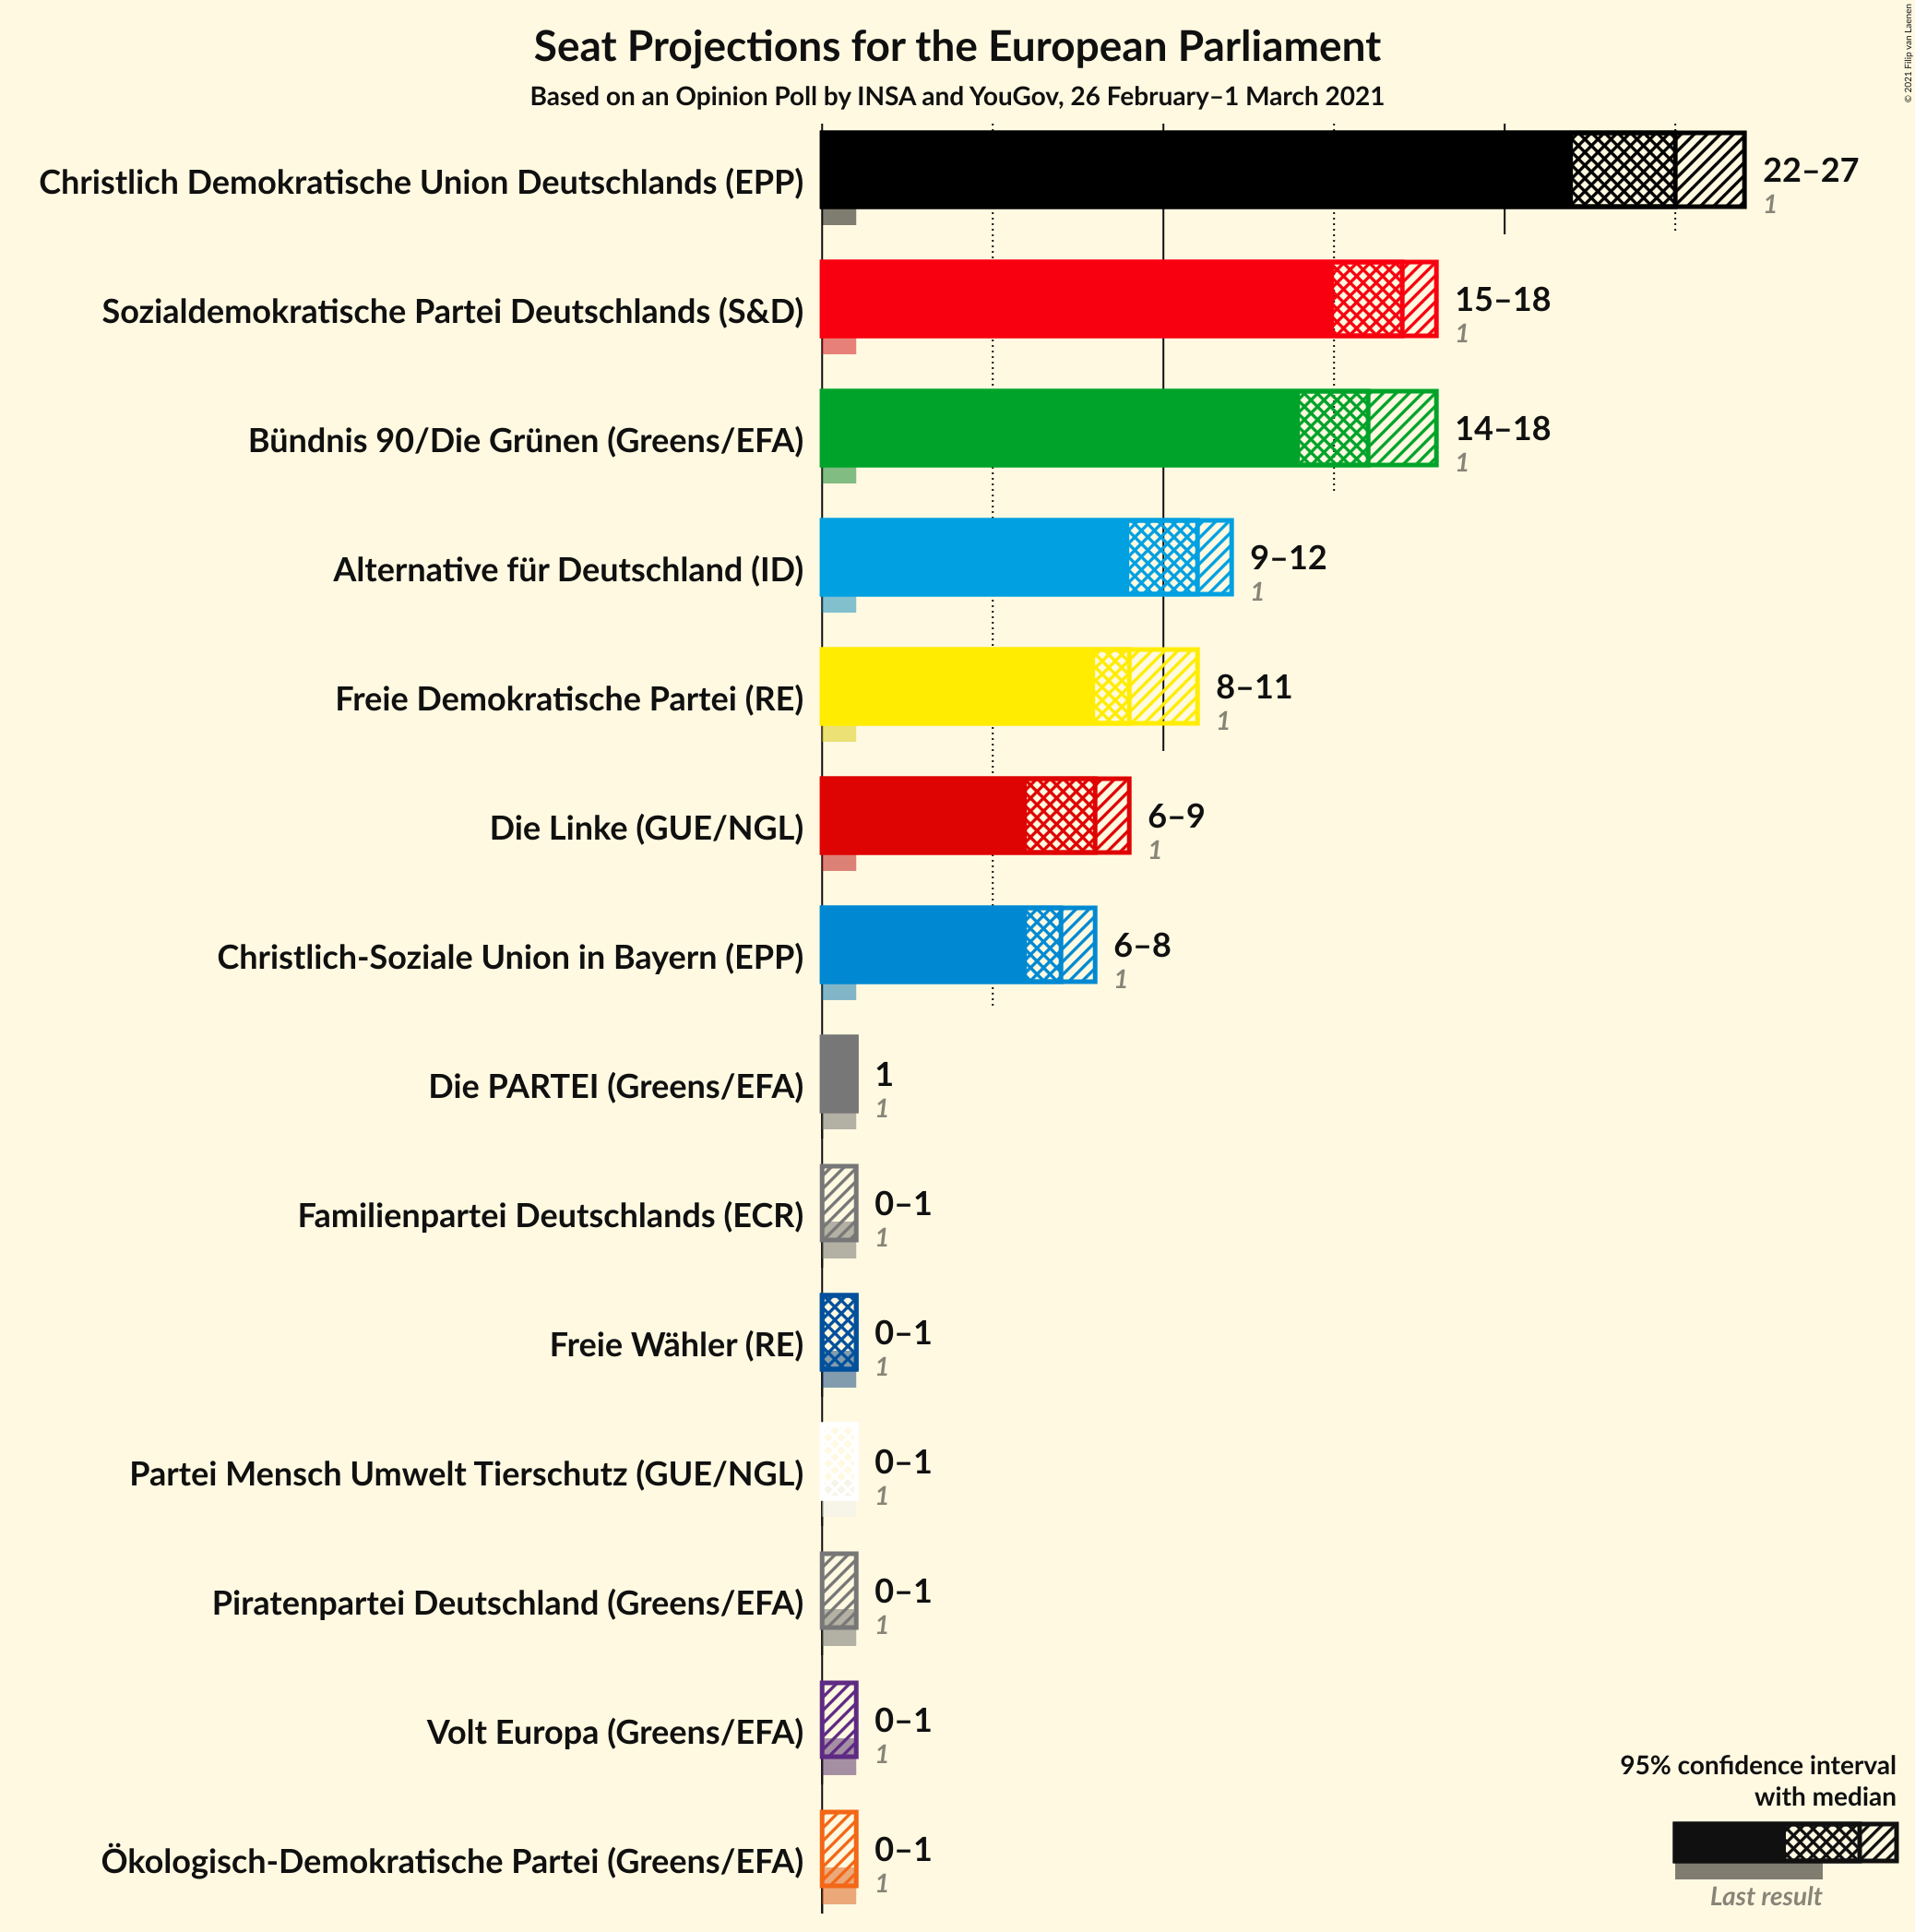 Seat Projections for the European Parliament
Based on an Opinion Poll by INSA and YouGov, 26 February–1 March 2021
© 2021 Filip van Laenen
Christlich Demokratische Union Deutschlands (EPP)
22–27
1
Sozialdemokratische Partei Deutschlands (S&D)
15–18
1
Bündnis 90/Die Grünen (Greens/EFA)
14–18
1
Alternative für Deutschland (ID)
9–12
1
Freie Demokratische Partei (RE)
8–11
1
Die Linke (GUE/NGL)
6–9
1
Christlich-Soziale Union in Bayern (EPP)
6–8
1
Die PARTEI (Greens/EFA)
1
1
Familienpartei Deutschlands (ECR)
0–1
1
Freie Wähler (RE)
0–1
1
Partei Mensch Umwelt Tierschutz (GUE/NGL)
0–1
1
Piratenpartei Deutschland (Greens/EFA)
0–1
1
Volt Europa (Greens/EFA)
0–1
1
Ökologisch-Demokratische Partei (Greens/EFA)
0–1
1
95% confidence interval
with median
Last result